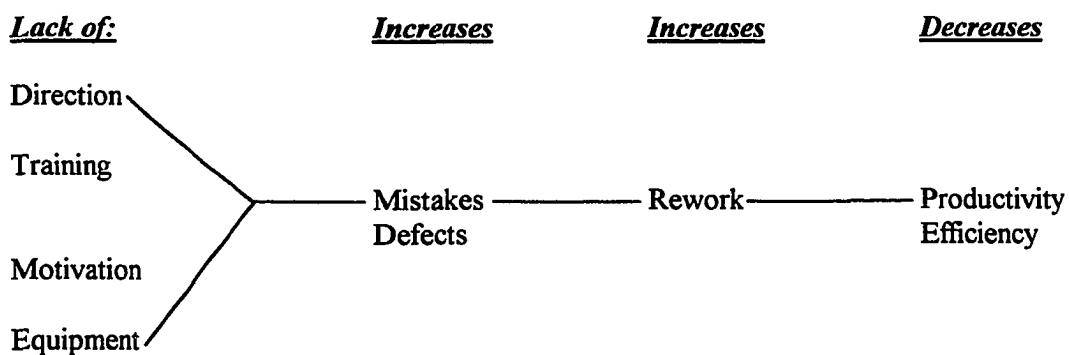 Lack of: Increases Increases Decreases
Direction
Training
Mistakes Rework Productivity
Defects Efficiency
Motivation
Equipment